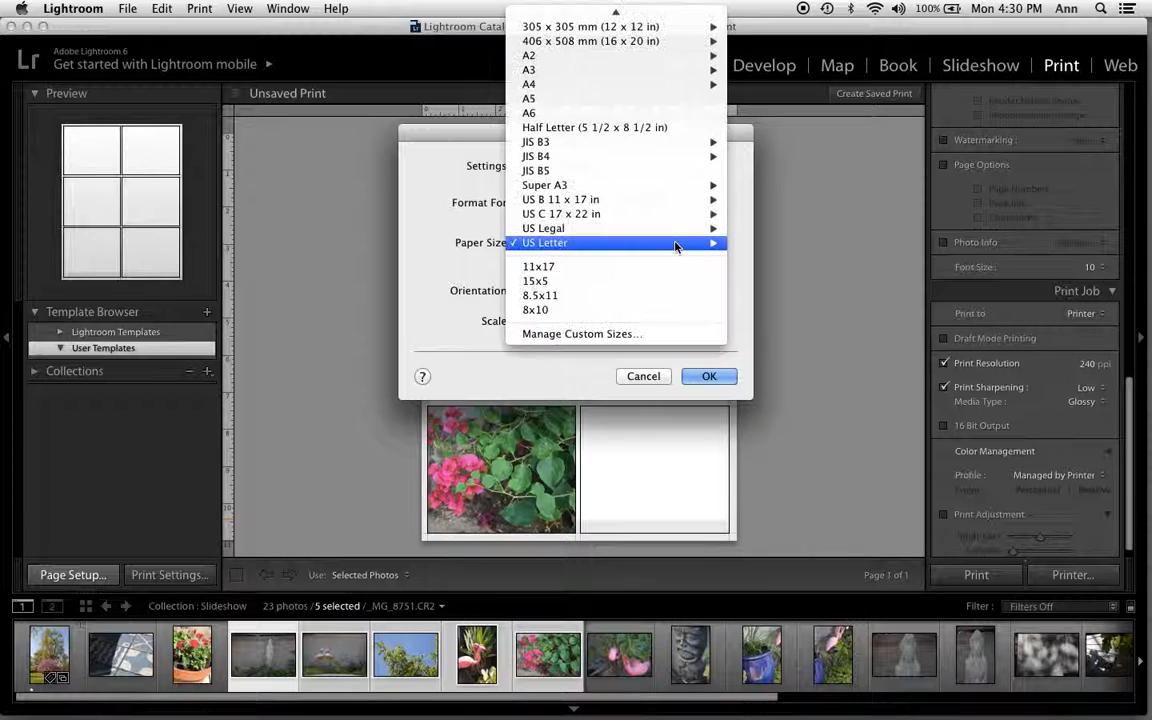 Lightroom File Edit Photo Print View Window Help 100% Mon 4:30 PM Ann
Lightroom Catal
Adobe Lightroom 6
Get started with Lightroom mobile
Develop | Map | Book | Slideshow | Print | Web
Preview
Unsaved Print
Create Saved Print
305 x 305 mm (12 x 12 in)
406 x 508 mm (16 x 20 in)
A2
A3
A4
A5
A6
Half Letter (5 1/2 x 8 1/2 in)
JIS B3
JIS B4
JIS B5
Super A3
US B 11 x 17 in
US C 17 x 22 in
US Legal
✓ US Letter
11x17
15x5
8.5x11
8x10
Manage Custom Sizes...
Settings
Format For
Paper Size
Orientation
Scale
? Cancel OK
Template Browser +
Lightroom Templates
User Templates
Collections − +
Watermarking :
Page Options
Page Numbers
Photo Info
Font Size : 10
Print Job
Print to Printer
Draft Mode Printing
Print Resolution 240 ppi
Print Sharpening : Low
Media Type : Glossy
16 Bit Output
Color Management
Profile : Managed by Printer
Print Adjustment
Page Setup... Print Settings...
Use: Selected Photos
Page 1 of 1
Print Printer...
1 2 Collection : Slideshow 23 photos /5 selected /_MG_8751.CR2
Filter : Filters Off